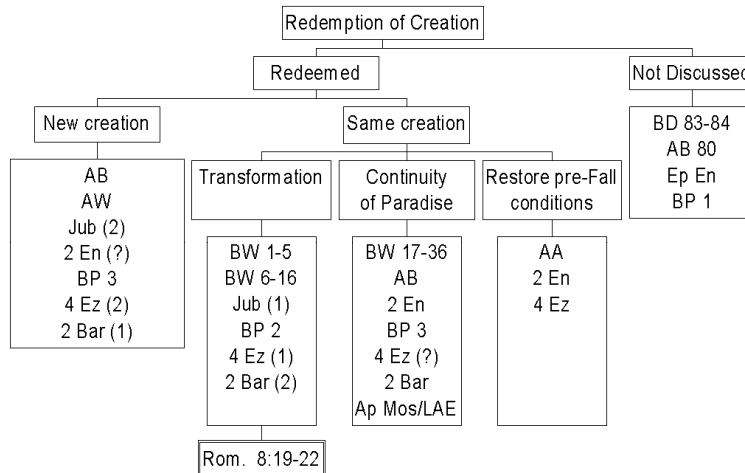 Redemption of Creation
Redeemed
Not Discussed
New creation
Same creation
BD 83-84
AB 80
Ep En
BP 1
AB
AW
Jub (2)
2 En (?)
BP 3
4 Ez (2)
2 Bar (1)
Transformation
Continuity
of Paradise
Restore pre-Fall
conditions
BW 1-5
BW 6-16
Jub (1)
BP 2
4 Ez (1)
2 Bar (2)
BW 17-36
AB
2 En
BP 3
4 Ez (?)
2 Bar
Ap Mos/LAE
AA
2 En
4 Ez
Rom. 8:19-22